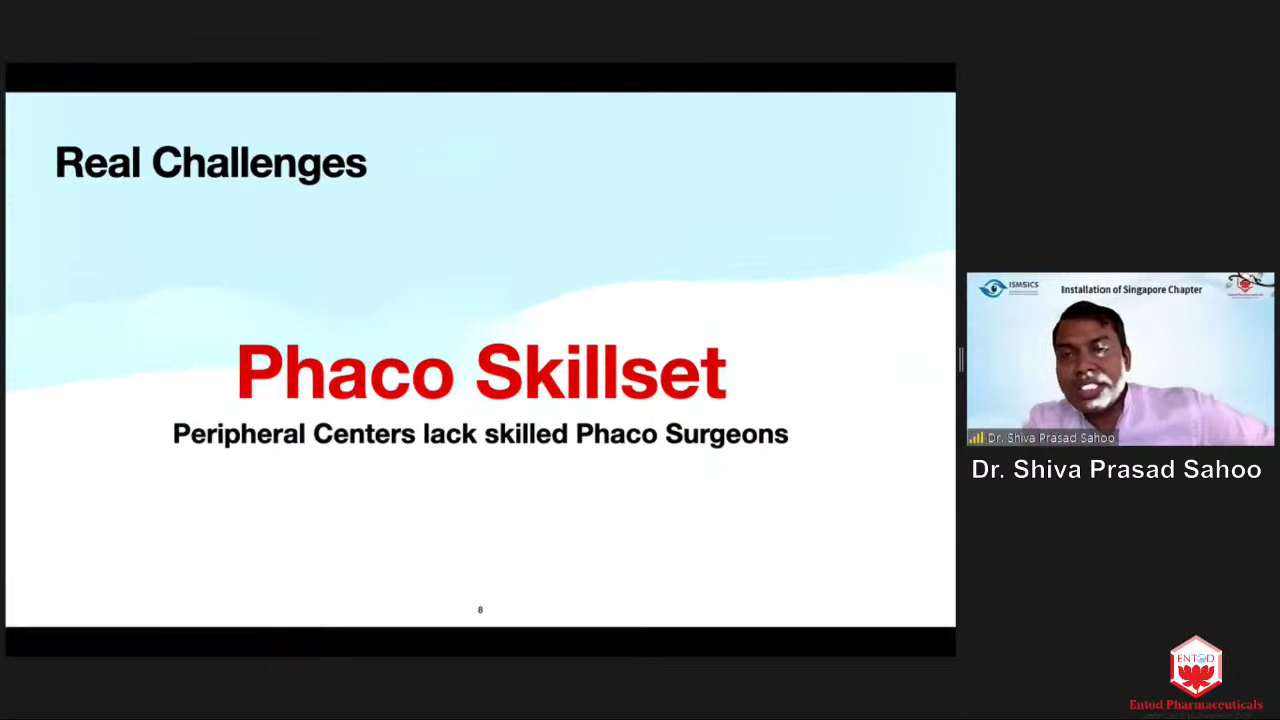 Real Challenges
Phaco Skillset
Peripheral Centers lack skilled Phaco Surgeons
8
ISMSICS
Installation of Singapore Chapter
Dr. Shiva Prasad Sahoo
Dr. Shiva Prasad Sahoo
ENTOD
Entod Pharmaceuticals